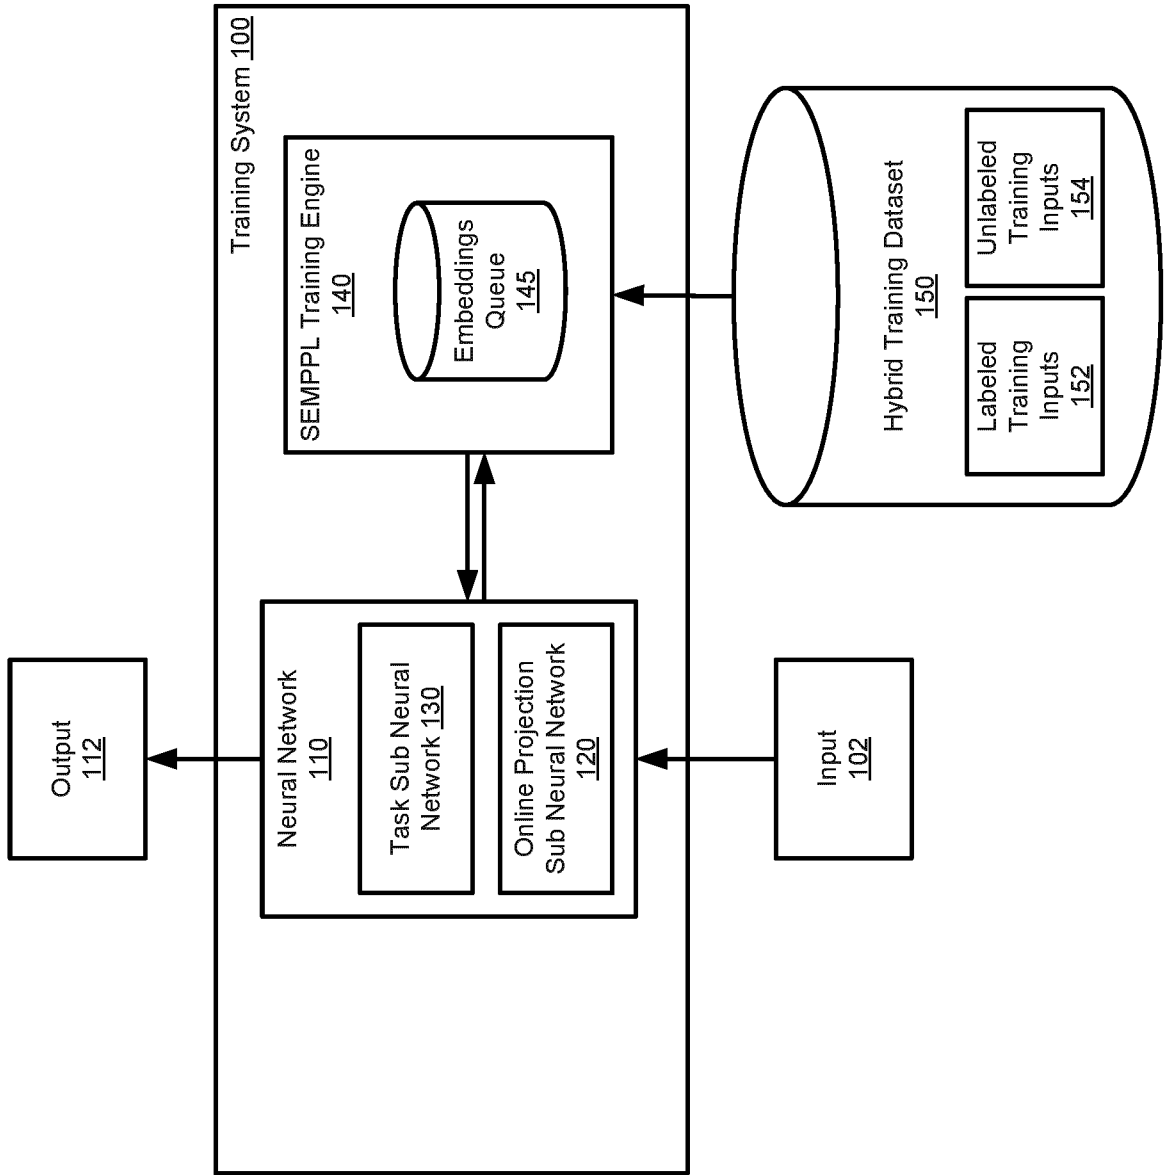 Training System 100
Output
112
Neural Network
110
Task Sub Neural
Network 130
Online Projection
Sub Neural Network
120
Input
102
SEMPPL Training Engine
140
Embeddings
Queue
145
Hybrid Training Dataset
150
Labeled
Training
Inputs
152
Unlabeled
Training
Inputs
154